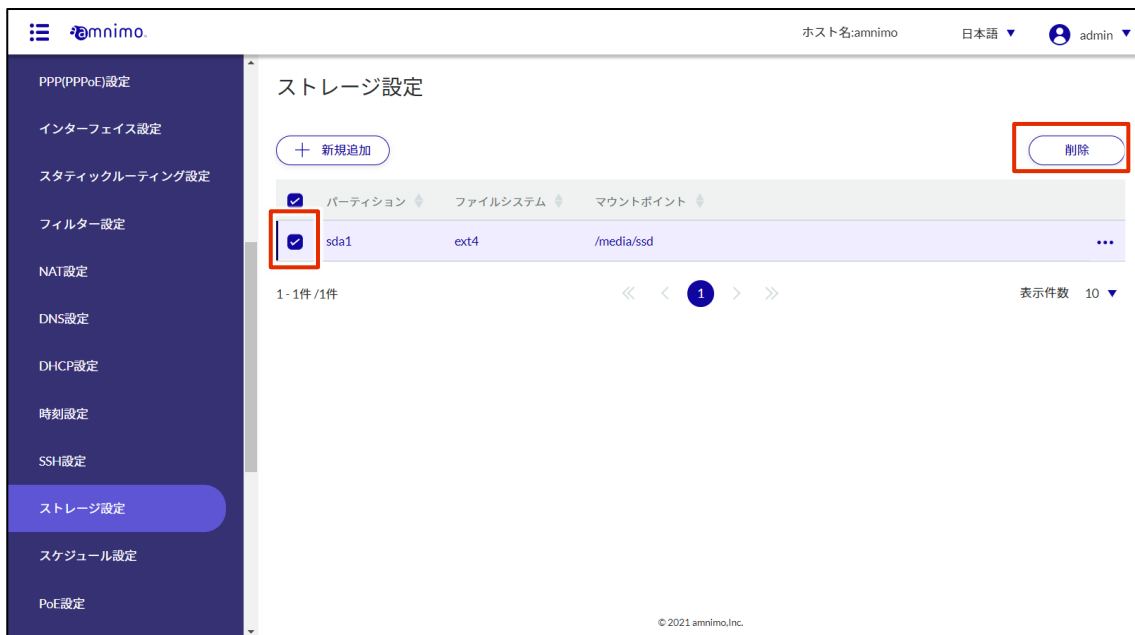 amnimo.
ホスト名:amnimo
日本語 ▼
admin ▼
PPP(PPPoE)設定
インターフェイス設定
スタティックルーティング設定
フィルター設定
NAT設定
DNS設定
DHCP設定
時刻設定
SSH設定
ストレージ設定
スケジュール設定
PoE設定
ストレージ設定
+ 新規追加
削除
パーティション ファイルシステム マウントポイント
sda1 ext4 /media/ssd
1 - 1件 /1件
1
表示件数 10 ▼
© 2021 amnimo,Inc.